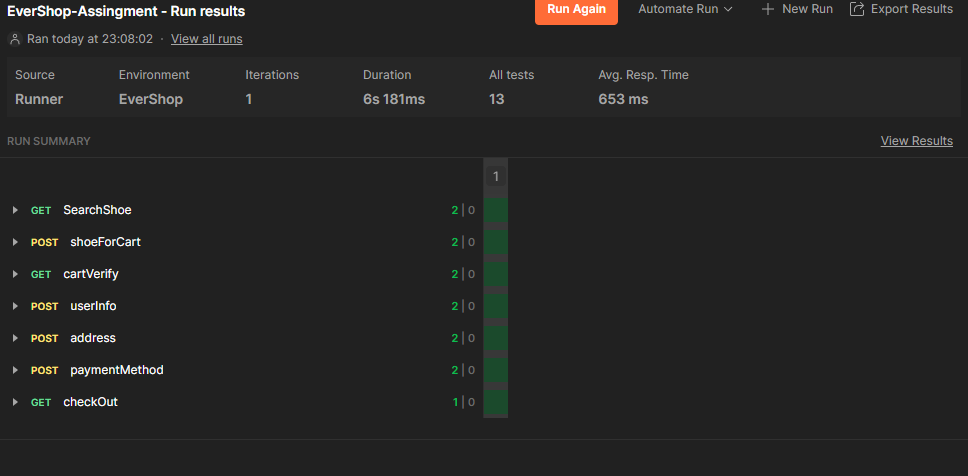 EverShop-Assingment - Run results
Run Again
Automate Run
New Run
Export Results
Ran today at 23:08:02 · View all runs
Source Environment Iterations Duration All tests Avg. Resp. Time
Runner EverShop 1 6s 181ms 13 653 ms
RUN SUMMARY View Results
1
GET SearchShoe 2 | 0
POST shoeForCart 2 | 0
GET cartVerify 2 | 0
POST userInfo 2 | 0
POST address 2 | 0
POST paymentMethod 2 | 0
GET checkOut 1 | 0